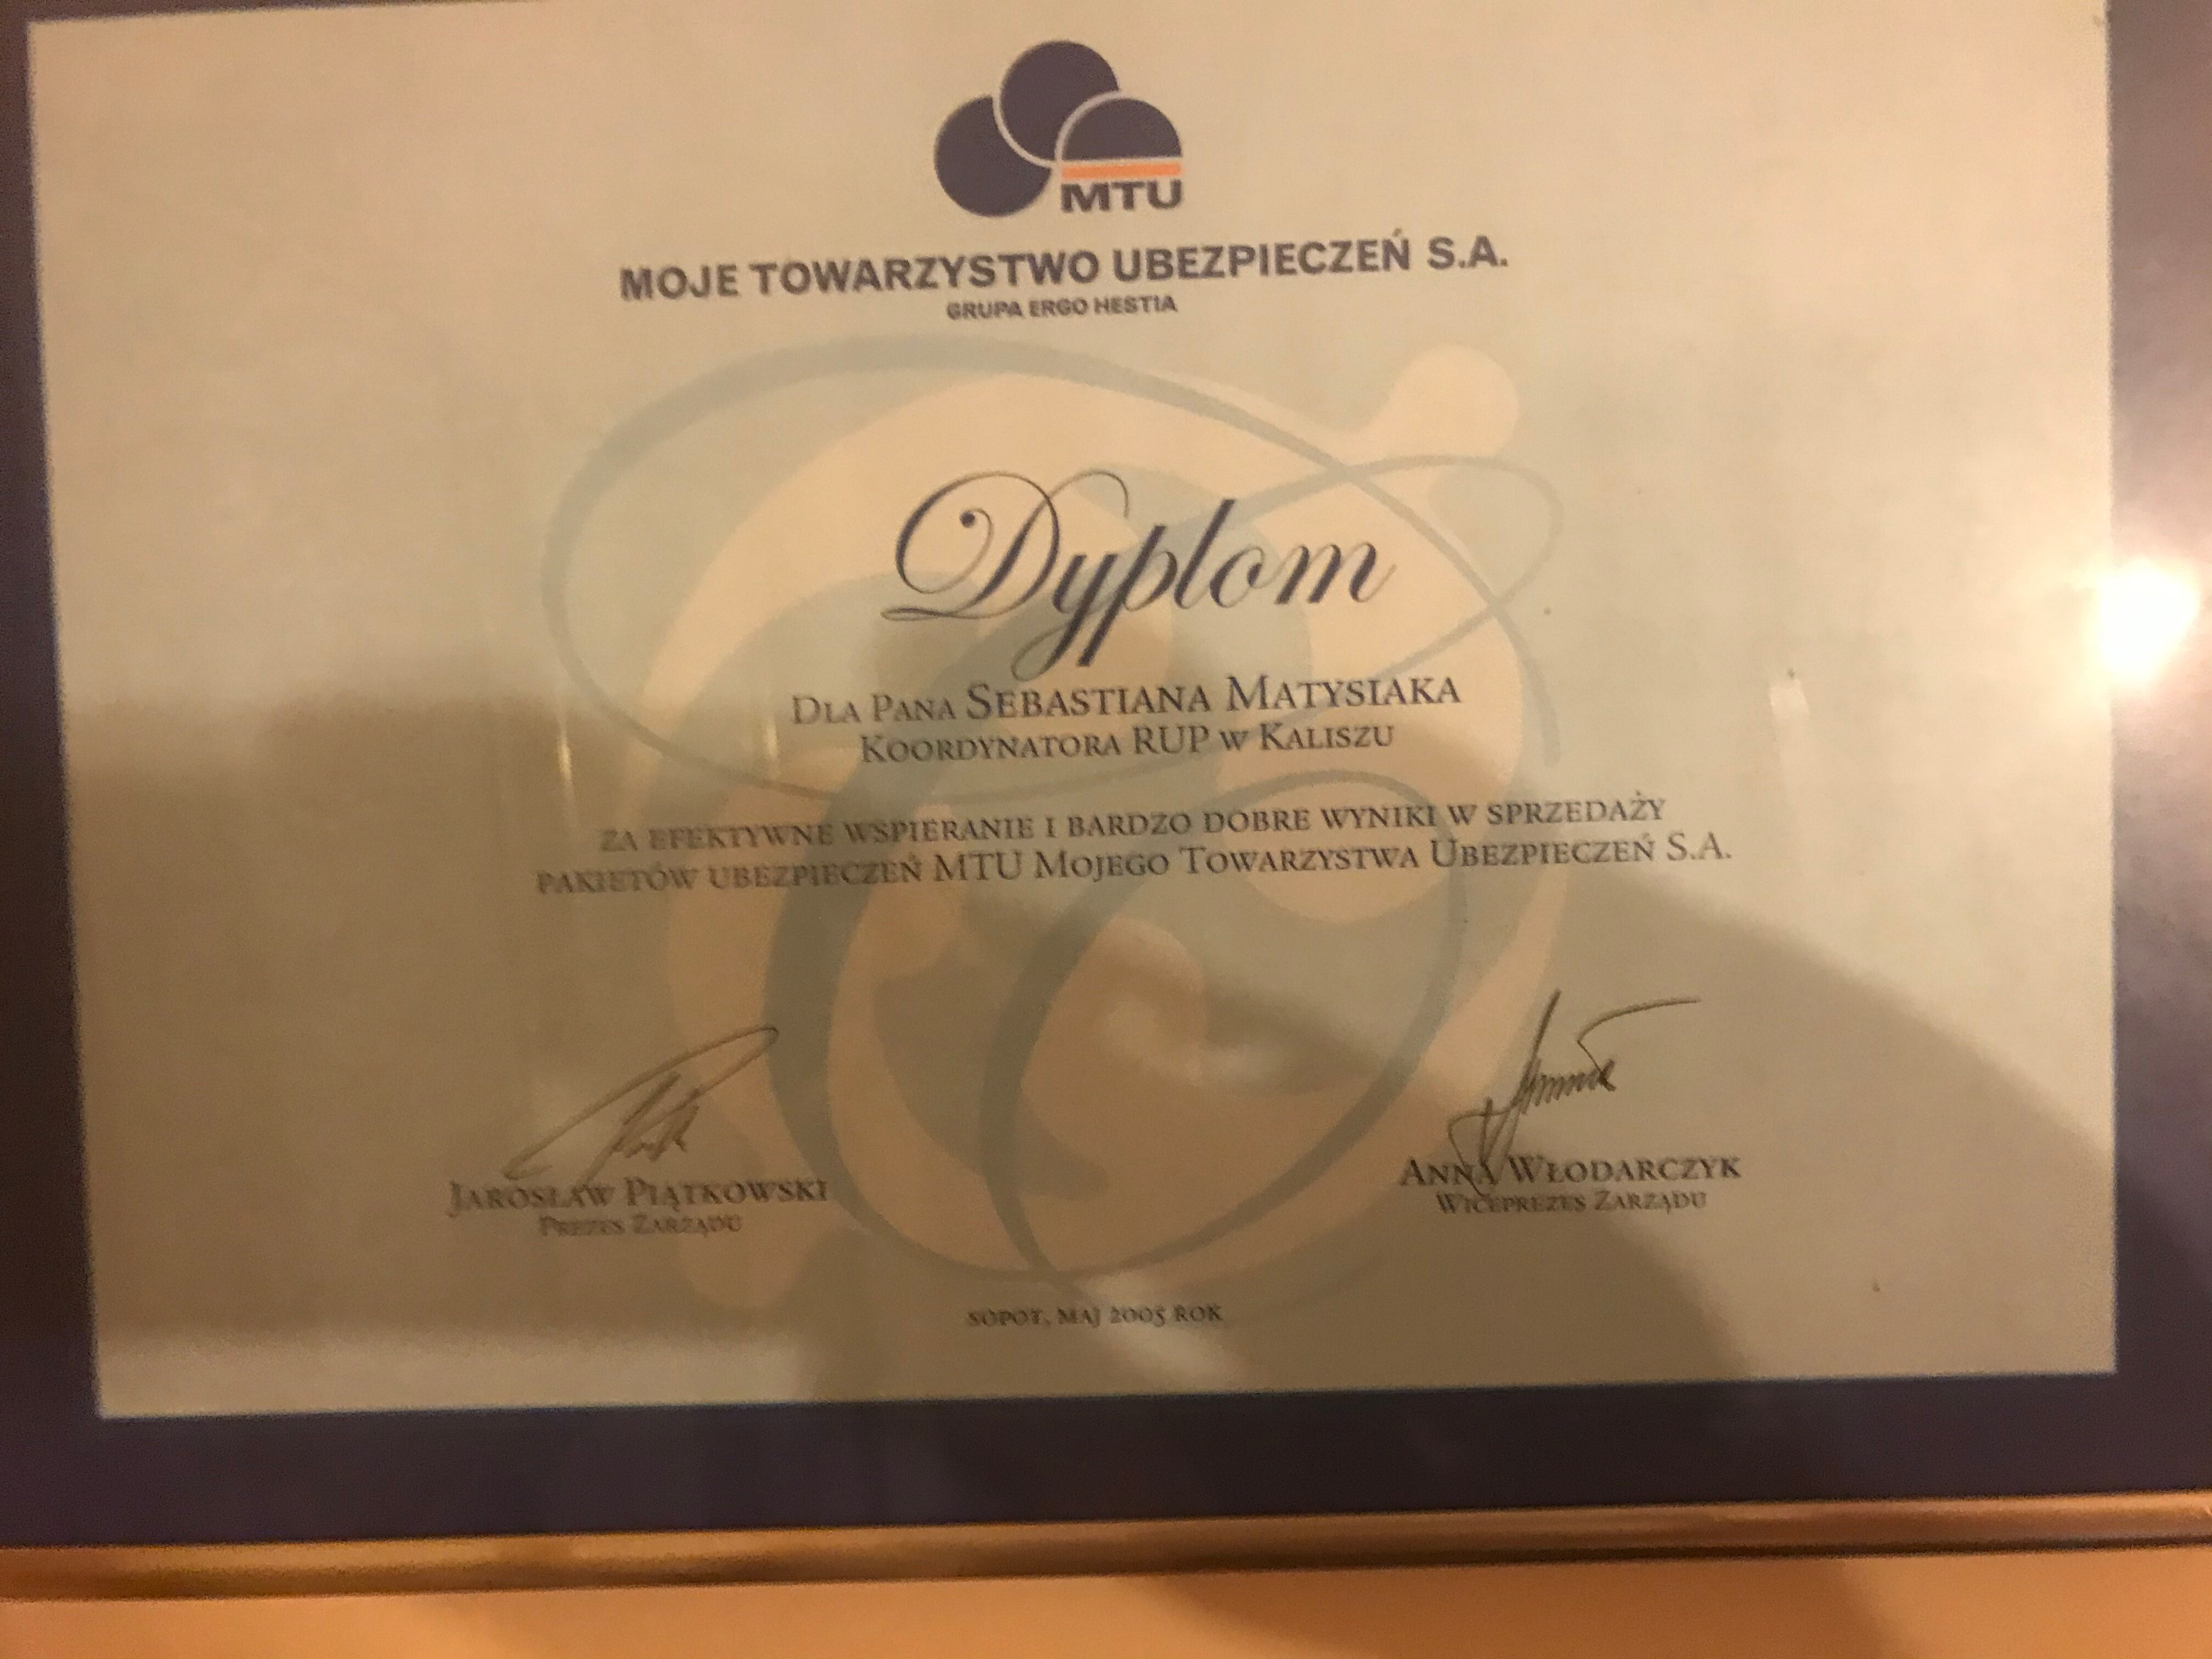 MTU
MOJE TOWARZYSTWO UBEZPIECZEŃ S.A.
GRUPA ERGO HESTIA
Dyplom
DLA PANA SEBASTIANA MATYSIAKA
KOORDYNATORA RUP W KALISZU
ZA EFEKTYWNE WSPIERANIE I BARDZO DOBRE WYNIKI W SPRZEDAŻY
PAKIETÓW UBEZPIECZEŃ MTU MOJEGO TOWARZYSTWA UBEZPIECZEŃ S.A.
JAROSŁAW PIĄTKOWSKI
PREZES ZARZĄDU
ANNA WŁODARCZYK
WICEPREZES ZARZĄDU
SOPOT, MAJ 2005 ROK